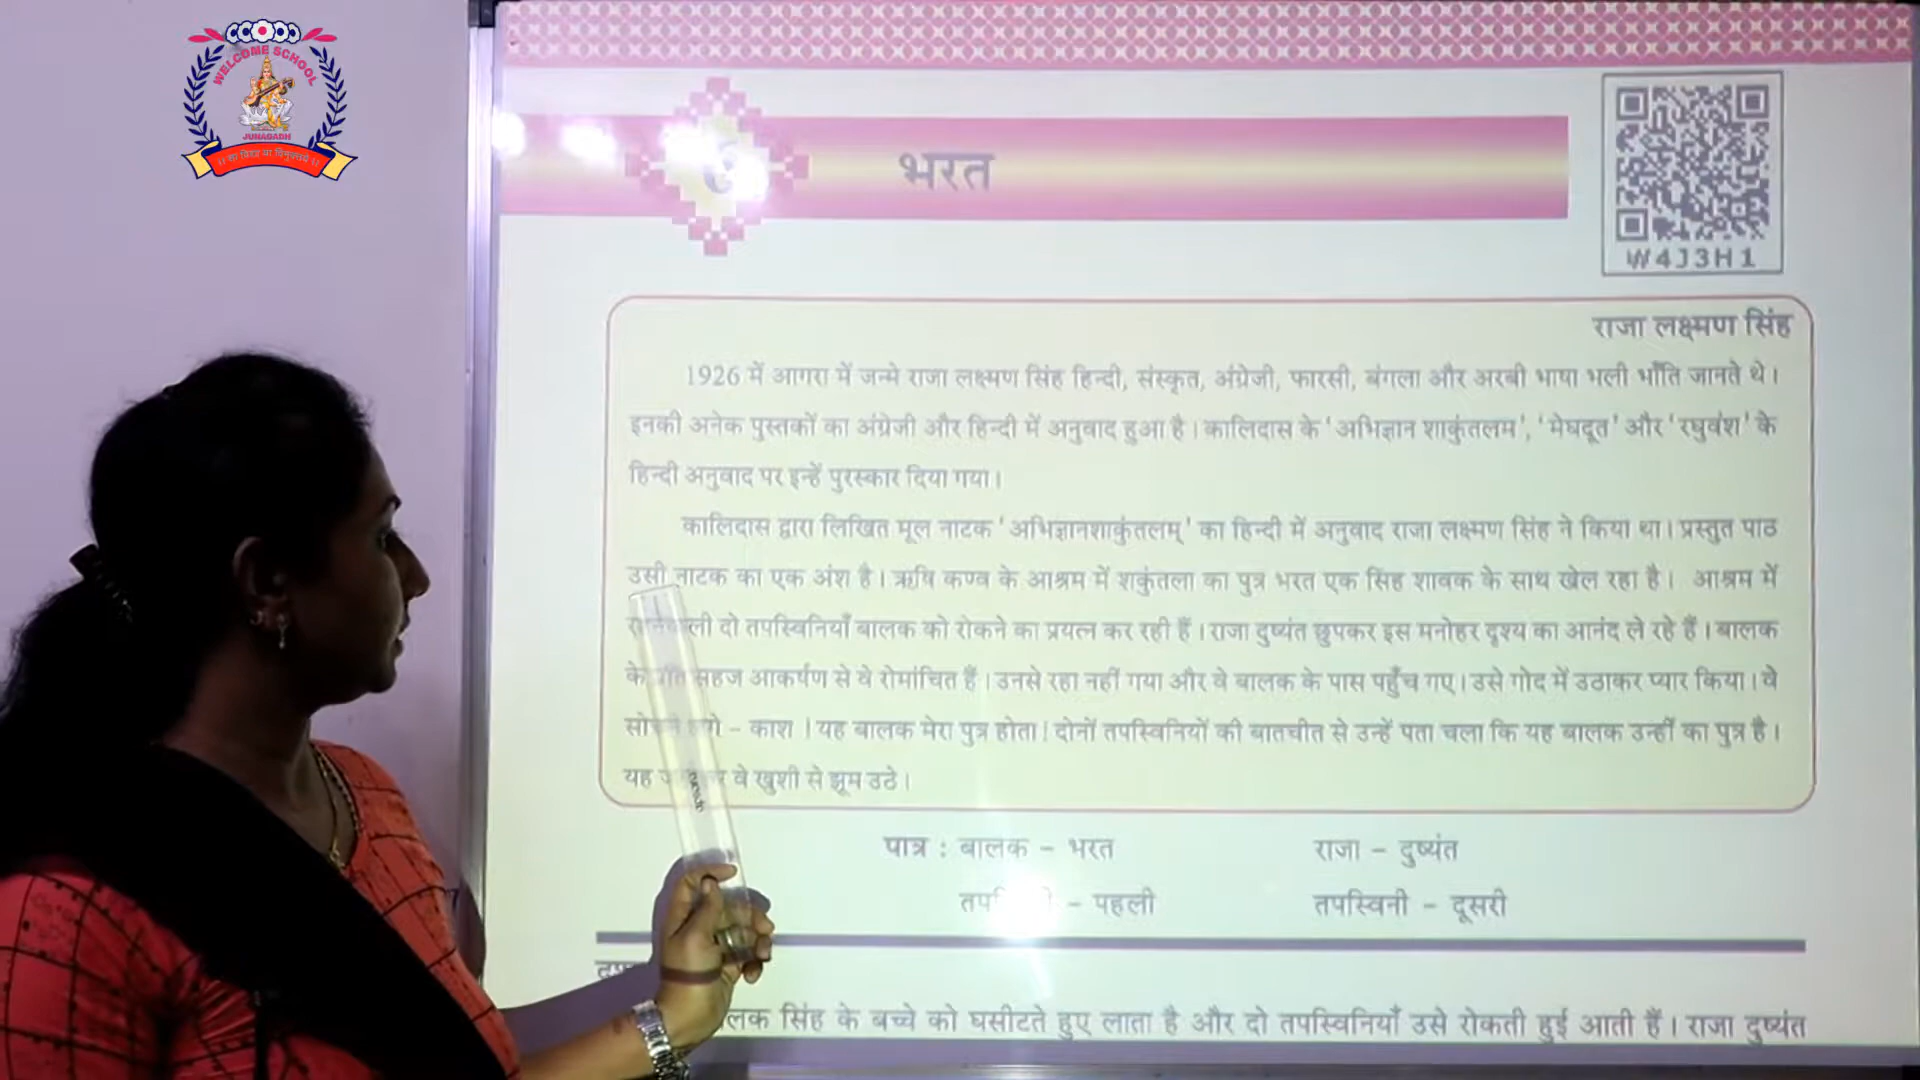 WELCOME SCHOOL
JUNAGADH
।। सा विद्या या विमुक्तये ।।
भरत
W4J3H1
राजा लक्ष्मण सिंह
1926 में आगरा में जन्मे राजा लक्ष्मण सिंह हिन्दी, संस्कृत, अंग्रेजी, फारसी, बंगला और अरबी भाषा भली भाँति जानते थे।
इनकी अनेक पुस्तकों का अंग्रेजी और हिन्दी में अनुवाद हुआ है। कालिदास के 'अभिज्ञान शाकुंतलम', 'मेघदूत' और 'रघुवंश' के
हिन्दी अनुवाद पर इन्हें पुरस्कार दिया गया।
कालिदास द्वारा लिखित मूल नाटक 'अभिज्ञानशाकुंतलम्' का हिन्दी में अनुवाद राजा लक्ष्मण सिंह ने किया था। प्रस्तुत पाठ
उसी नाटक का एक अंश है। ऋषि कण्व के आश्रम में शकुंतला का पुत्र भरत एक सिंह शावक के साथ खेल रहा है। आश्रम में
दो तपस्विनियाँ बालक को रोकने का प्रयत्न कर रही हैं। राजा दुष्यंत छुपकर इस मनोहर दृश्य का आनंद ले रहे हैं। बालक
के सहज आकर्षण से वे रोमांचित हैं। उनसे रहा नहीं गया और वे बालक के पास पहुँच गए। उसे गोद में उठाकर प्यार किया। वे
– काश । यह बालक मेरा पुत्र होता। दोनों तपस्विनियों की बातचीत से उन्हें पता चला कि यह बालक उन्हीं का पुत्र है।
यह वे खुशी से झूम उठे।
पात्र : बालक – भरत राजा – दुष्यंत
– पहली तपस्विनी – दूसरी
सिंह के बच्चे को घसीटते हुए लाता है और दो तपस्विनियाँ उसे रोकती हुई आती हैं। राजा दुष्यंत